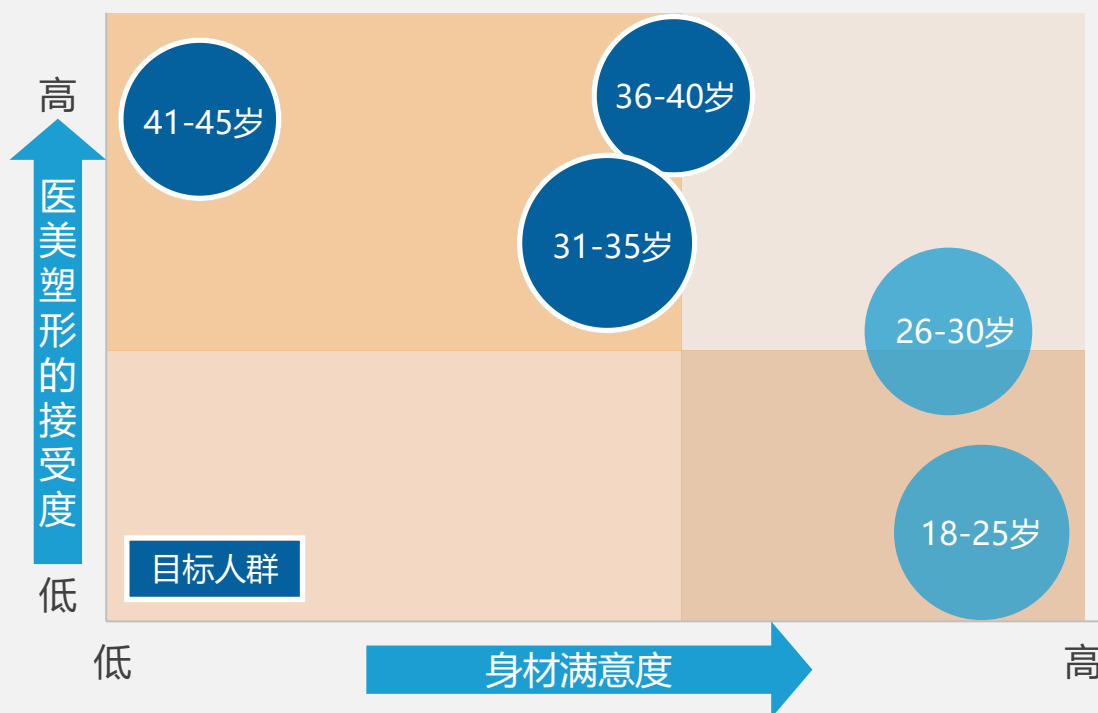 高
医美塑形的接受度
低
41-45岁
36-40岁
31-35岁
26-30岁
18-25岁
目标人群
低
身材满意度
高